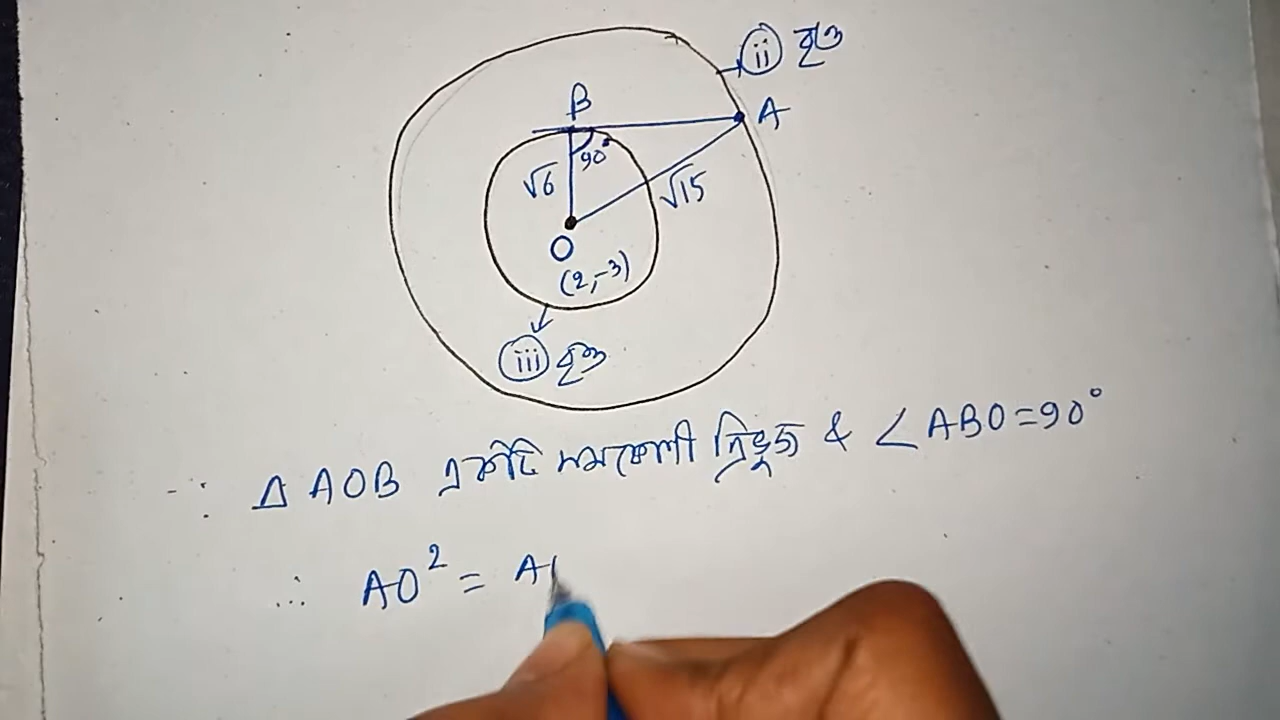 ii বৃত্ত
B
A
90°
√6
√15
O
(2,-3)
iii বৃত্ত
∵ Δ AOB একটি সমকোণী ত্রিভূজ & ∠ABO=90°
∴ AO² = A